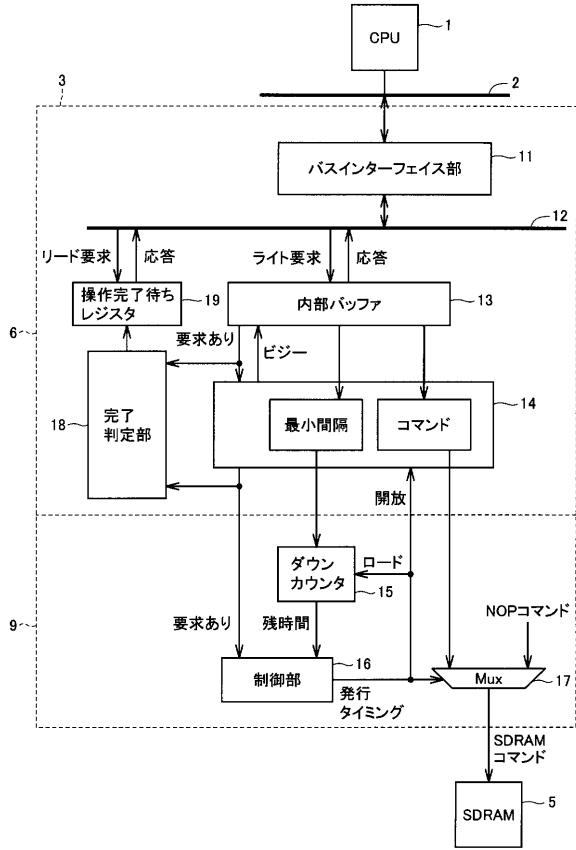 CPU
1
2
3
バスインターフェイス部
11
12
リード要求
応答
ライト要求
応答
操作完了待ち
レジスタ
19
内部バッファ
13
6
要求あり
ビジー
完了
判定部
18
14
最小間隔
コマンド
開放
ダウン
カウンタ
ロード
15
9
要求あり
残時間
NOPコマンド
制御部
16
発行
タイミング
Mux
17
SDRAM
コマンド
SDRAM
5